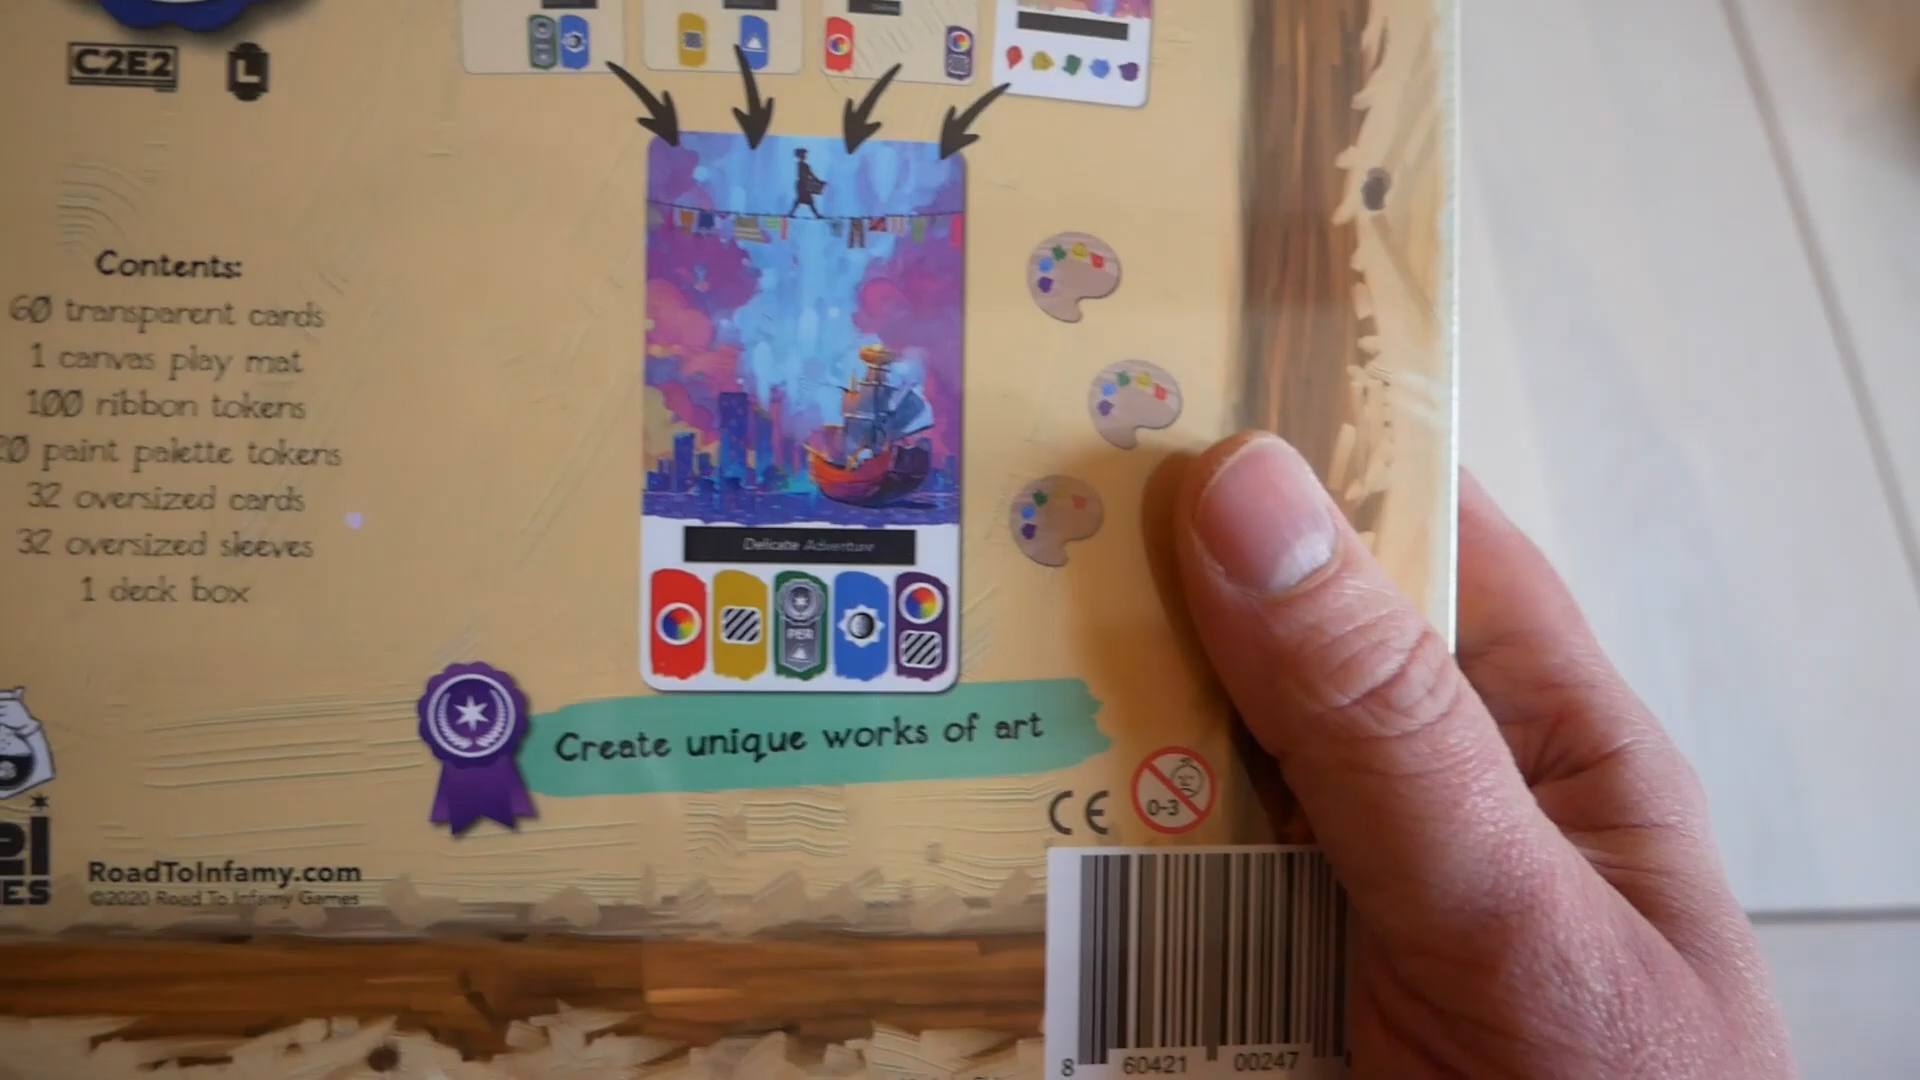 C2E2
L
Contents:
60 transparent cards
1 canvas play mat
100 ribbon tokens
20 paint palette tokens
32 oversized cards
32 oversized sleeves
1 deck box
Delicate Adventure
PER
Create unique works of art
CE
0-3
RoadToInfamy.com
©2020 Road To Infamy Games
8 60421 00247